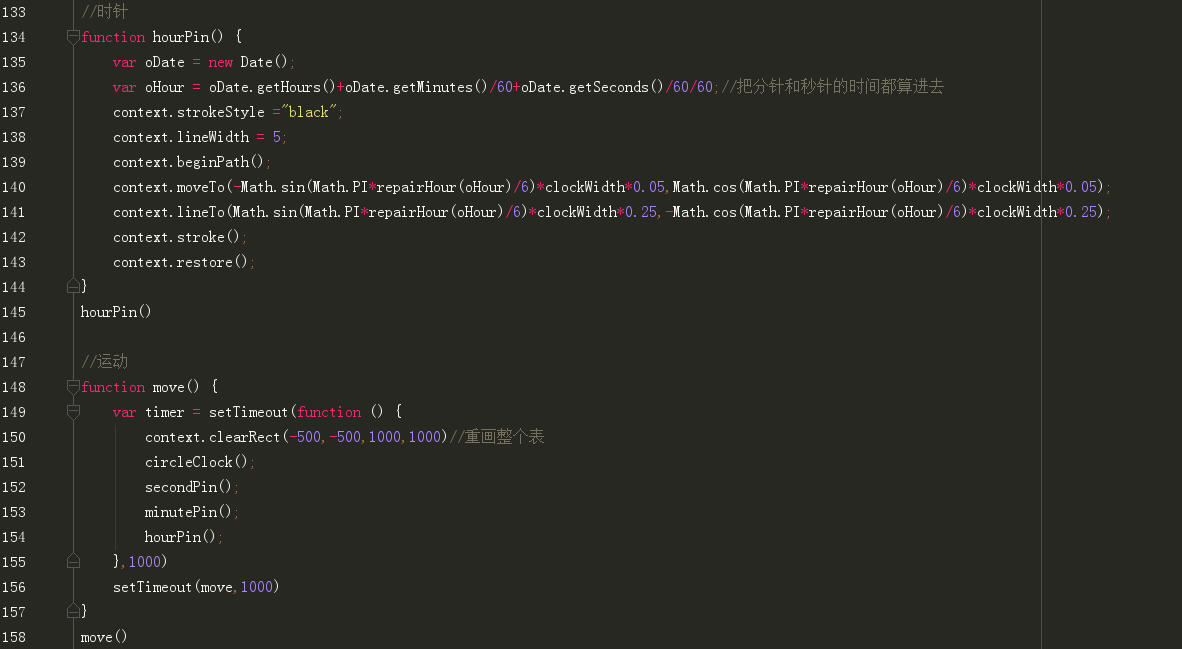 133 //时针
134 function hourPin() {
135 var oDate = new Date();
136 var oHour = oDate.getHours()+oDate.getMinutes()/60+oDate.getSeconds()/60/60;//把分针和秒针的时间都算进去
137 context.strokeStyle ="black";
138 context.lineWidth = 5;
139 context.beginPath();
140 context.moveTo(-Math.sin(Math.PI*repairHour(oHour)/6)*clockWidth*0.05,Math.cos(Math.PI*repairHour(oHour)/6)*clockWidth*0.05);
141 context.lineTo(Math.sin(Math.PI*repairHour(oHour)/6)*clockWidth*0.25,-Math.cos(Math.PI*repairHour(oHour)/6)*clockWidth*0.25);
142 context.stroke();
143 context.restore();
144 }
145 hourPin()
146
147 //运动
148 function move() {
149 var timer = setTimeout(function () {
150 context.clearRect(-500,-500,1000,1000)//重画整个表
151 circleClock();
152 secondPin();
153 minutePin();
154 hourPin();
155 },1000)
156 setTimeout(move,1000)
157 }
158 move()